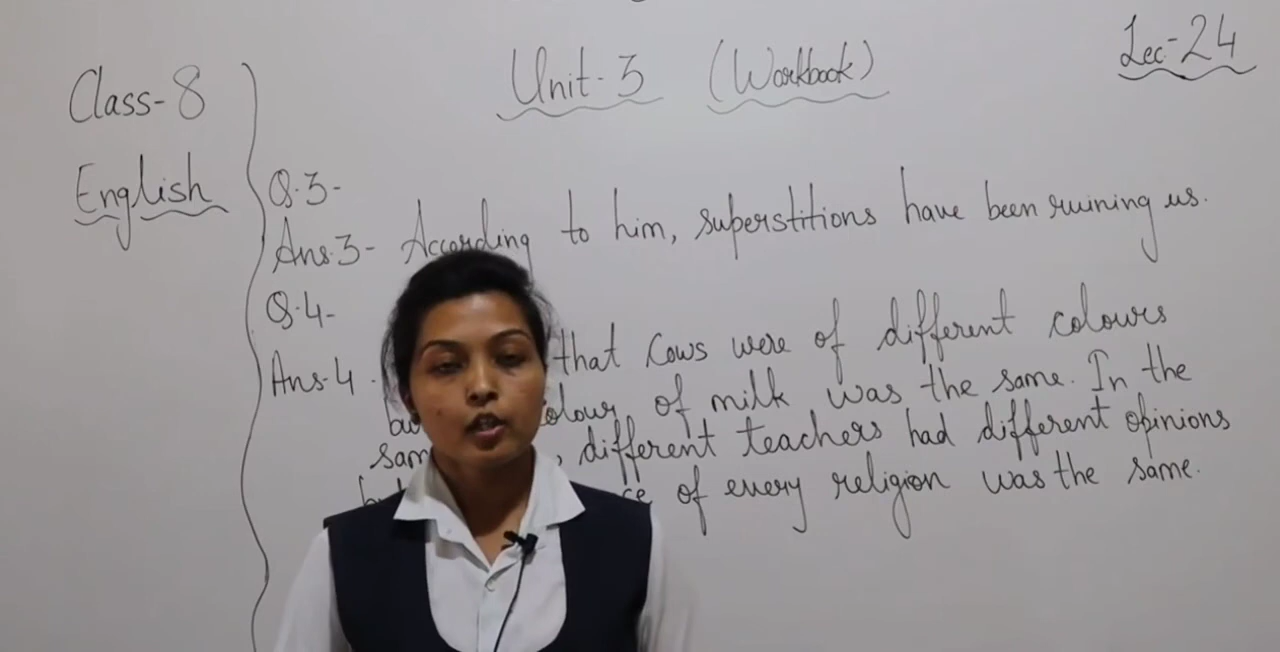 Class-8
English
Unit-3 (Workbook)
Lec-24
Q.3-
Ans.3- According to him, superstitions have been ruining us.
Q.4-
Ans.4 that cows were of different colours
of milk was the same. In the
, different teachers had different opinions
of every religion was the same.